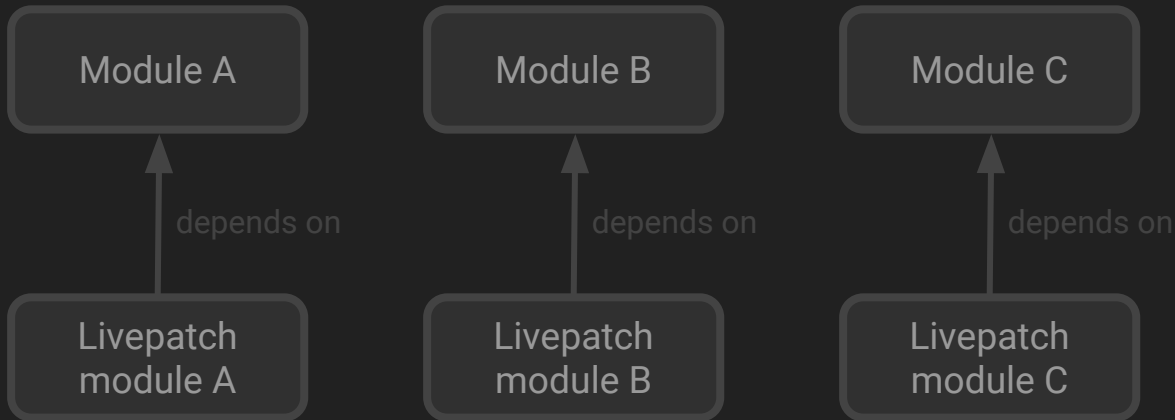 Module A
Module B
Module C
depends on
depends on
depends on
Livepatch
module A
Livepatch
module B
Livepatch
module C